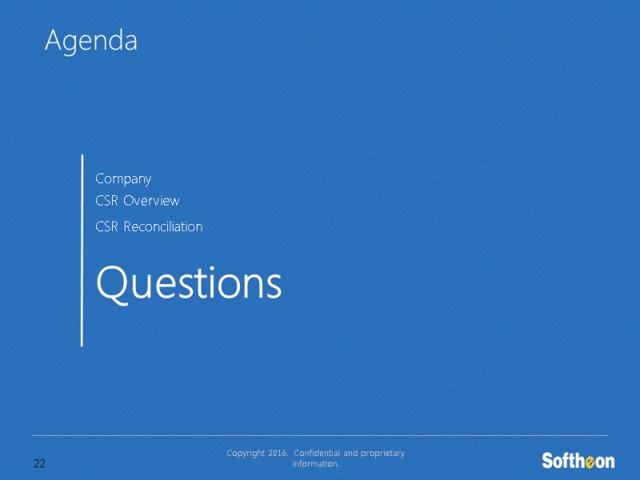 Agenda
Company
CSR Overview
CSR Reconciliation
Questions
Copyright 2016. Confidential and proprietary
information.
22
Softheon